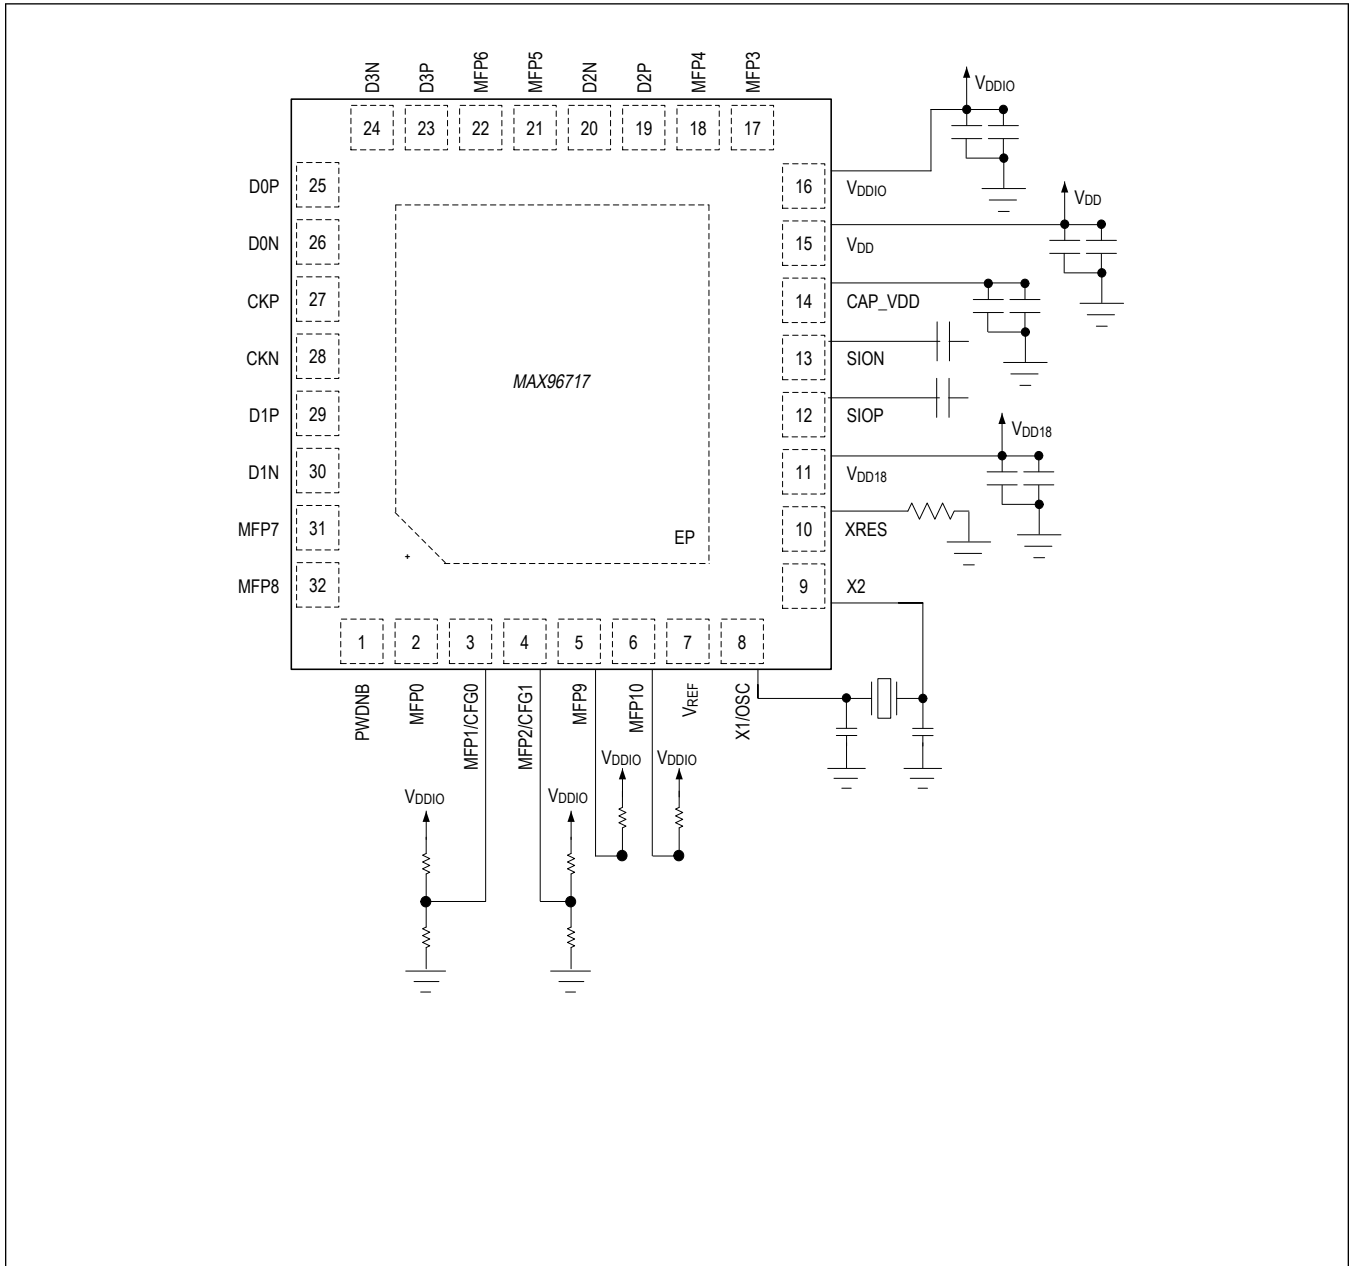 D3N D3P MFP6 MFP5 D2N D2P MFP4 MFP3
24 23 22 21 20 19 18 17
VDDIO
D0P 25 16 VDDIO
VDD
D0N 26 15 VDD
CKP 27 14 CAP_VDD
CKN 28 13 SION
MAX96717
D1P 29 12 SIOP
VDD18
D1N 30 11 VDD18
MFP7 31 10 XRES
EP
+
MFP8 32 9 X2
1 2 3 4 5 6 7 8
PWDNB MFP0 MFP1/CFG0 MFP2/CFG1 MFP9 MFP10 VREF X1/OSC
VDDIO VDDIO
VDDIO VDDIO